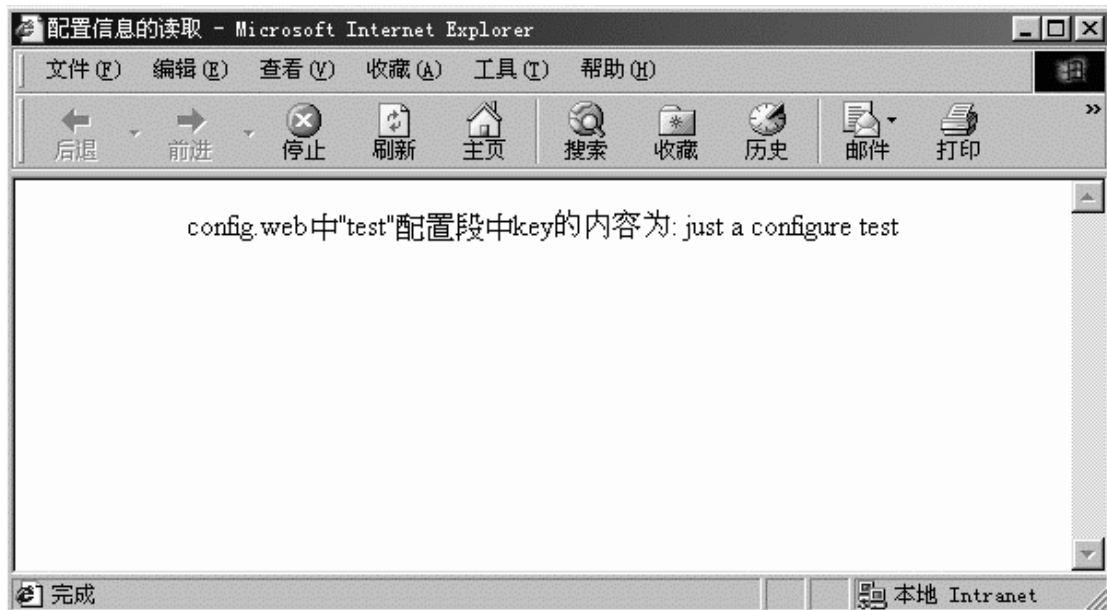 配置信息的读取 - Microsoft Internet Explorer
文件(F) 编辑(E) 查看(V) 收藏(A) 工具(T) 帮助(H)
后退 前进 停止 刷新 主页 搜索 收藏 历史 邮件 打印 »
config.web中"test"配置段中key的内容为: just a configure test
完成 本地 Intranet